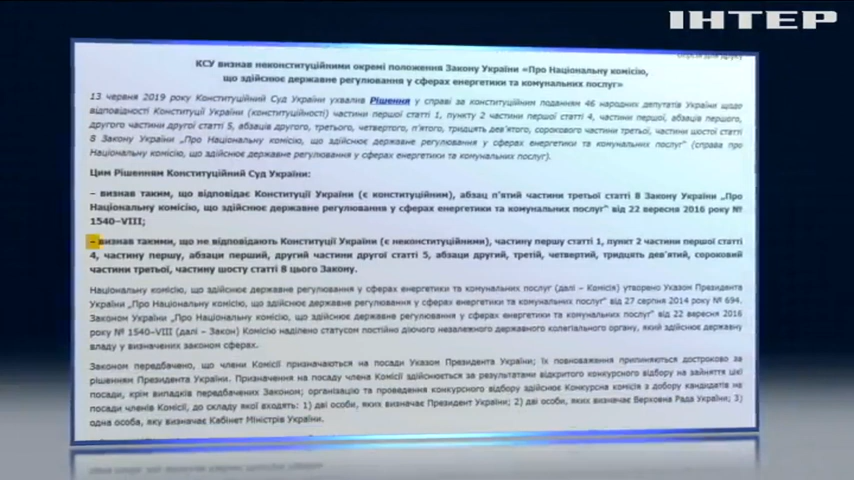 ІНТЕР
КСУ визнав неконституційними окремі положення Закону України «Про Національну комісію,
що здійснює державне регулювання у сферах енергетики та комунальних послуг»
13 червня 2019 року Конституційний Суд України ухвалив Рішення у справі за конституційним поданням 46 народних депутатів України щодо
відповідності Конституції України (конституційності) частини першої статті 1, пункту 2 частини першої статті 4, частини першої, абзаців першого,
другого частини другої статті 5, абзаців другого, третього, четвертого, п'ятого, тридцять дев'ятого, сорокового частини третьої, частини шостої статті
8 Закону України „Про Національну комісію, що здійснює державне регулювання у сферах енергетики та комунальних послуг" (справа про
Національну комісію, що здійснює державне регулювання у сферах енергетики та комунальних послуг).
Цим Рішенням Конституційний Суд України:
– визнав таким, що відповідає Конституції України (є конституційним), абзац п'ятий частини третьої статті 8 Закону України „Про
Національну комісію, що здійснює державне регулювання у сферах енергетики та комунальних послуг" від 22 вересня 2016 року №
1540–VIII;
– визнав такими, що не відповідають Конституції України (є неконституційними), частину першу статті 1, пункт 2 частини першої статті
4, частину першу, абзаци перший, другий частини другої статті 5, абзаци другий, третій, четвертий, тридцять дев'ятий, сороковий
частини третьої, частину шосту статті 8 цього Закону.
Національну комісію, що здійснює державне регулювання у сферах енергетики та комунальних послуг (далі – Комісія) утворено Указом Президента
України „Про Національну комісію, що здійснює державне регулювання у сферах енергетики та комунальних послуг" від 27 серпня 2014 року № 694.
Законом України „Про Національну комісію, що здійснює державне регулювання у сферах енергетики та комунальних послуг" від 22 вересня 2016
року № 1540–VIII (далі – Закон) Комісію наділено статусом постійно діючого незалежного державного колегіального органу, який здійснює державну
владу у визначених законом сферах.
Законом передбачено, що члени Комісії призначаються на посади Указом Президента України; їх повноваження припиняються достроково за
рішенням Президента України. Призначення на посаду члена Комісії здійснюється за результатами відкритого конкурсного відбору на зайняття цієї
посади, крім випадків передбачених Законом; організацію та проведення конкурсного відбору здійснює Конкурсна комісія з добору кандидатів на
посади членів Комісії, до складу якої входять: 1) дві особи, яких визначає Президент України; 2) дві особи, яких визначає Верховна Рада України; 3)
одна особа, яку визначає Кабінет Міністрів України.